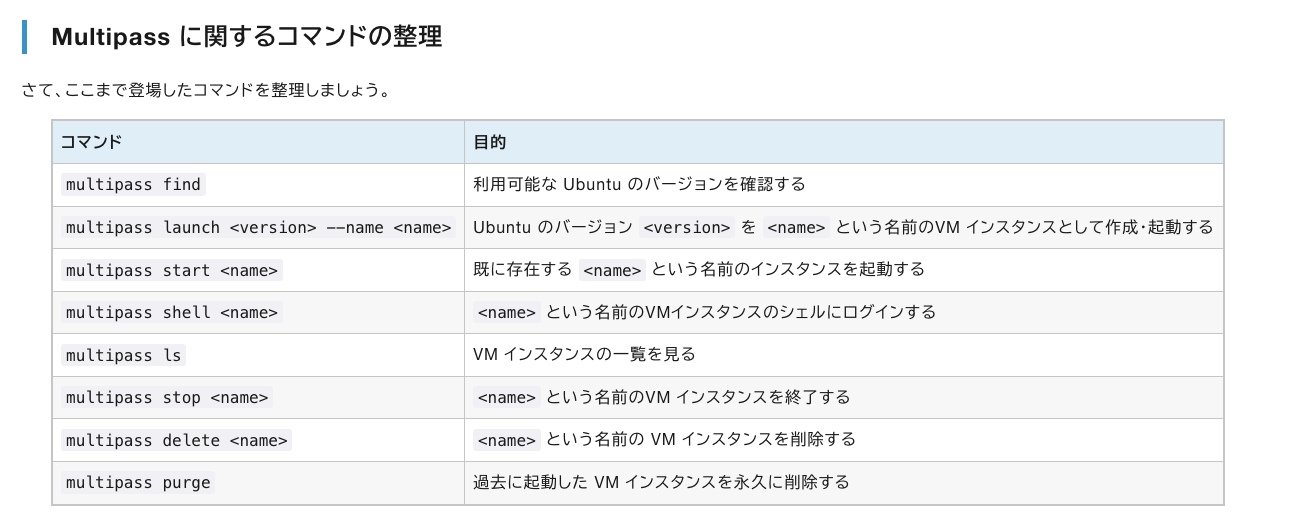 Multipass に関するコマンドの整理
さて、ここまで登場したコマンドを整理しましょう。
コマンド 目的
multipass find 利用可能な Ubuntu のバージョンを確認する
multipass launch <version> --name <name> Ubuntu のバージョン <version> を <name> という名前のVM インスタンスとして作成・起動する
multipass start <name> 既に存在する <name> という名前のインスタンスを起動する
multipass shell <name> <name> という名前のVMインスタンスのシェルにログインする
multipass ls VM インスタンスの一覧を見る
multipass stop <name> <name> という名前のVM インスタンスを終了する
multipass delete <name> <name> という名前の VM インスタンスを削除する
multipass purge 過去に起動した VM インスタンスを永久に削除する